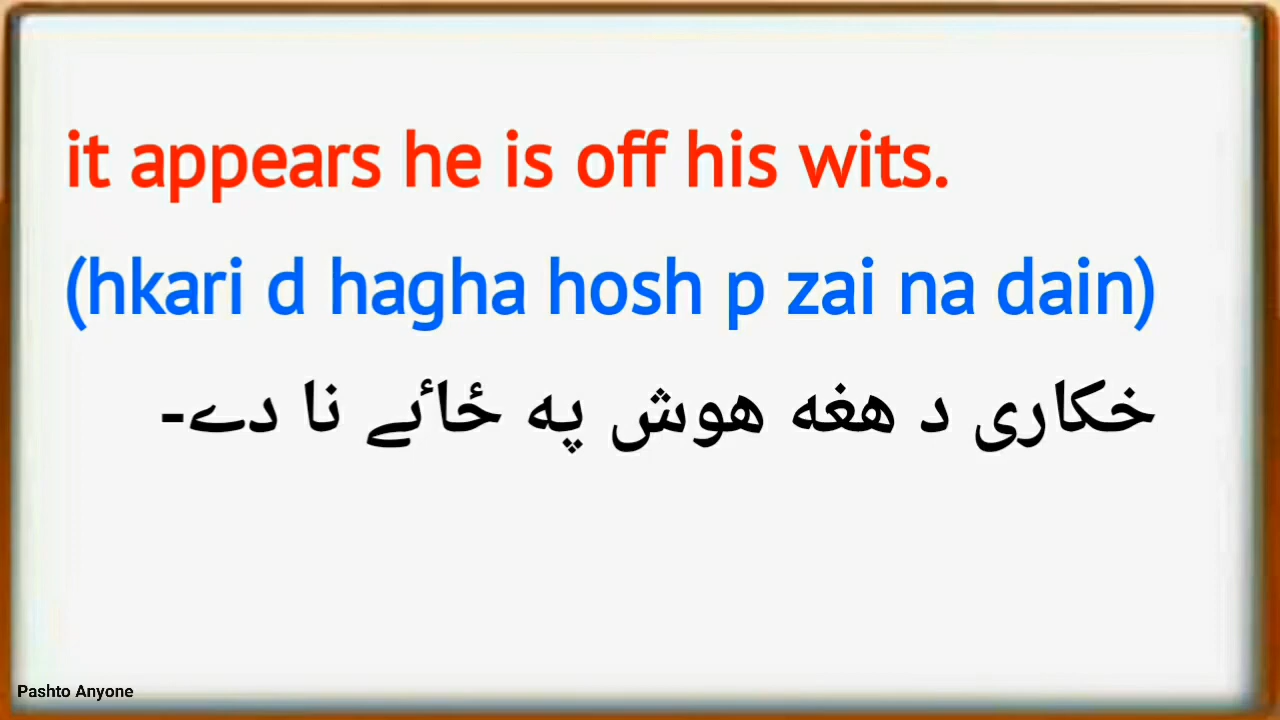 it appears he is off his wits.
(hkari d hagha hosh p zai na dain)
خکاری د هغه هوش په ځائے نا دے-
Pashto Anyone